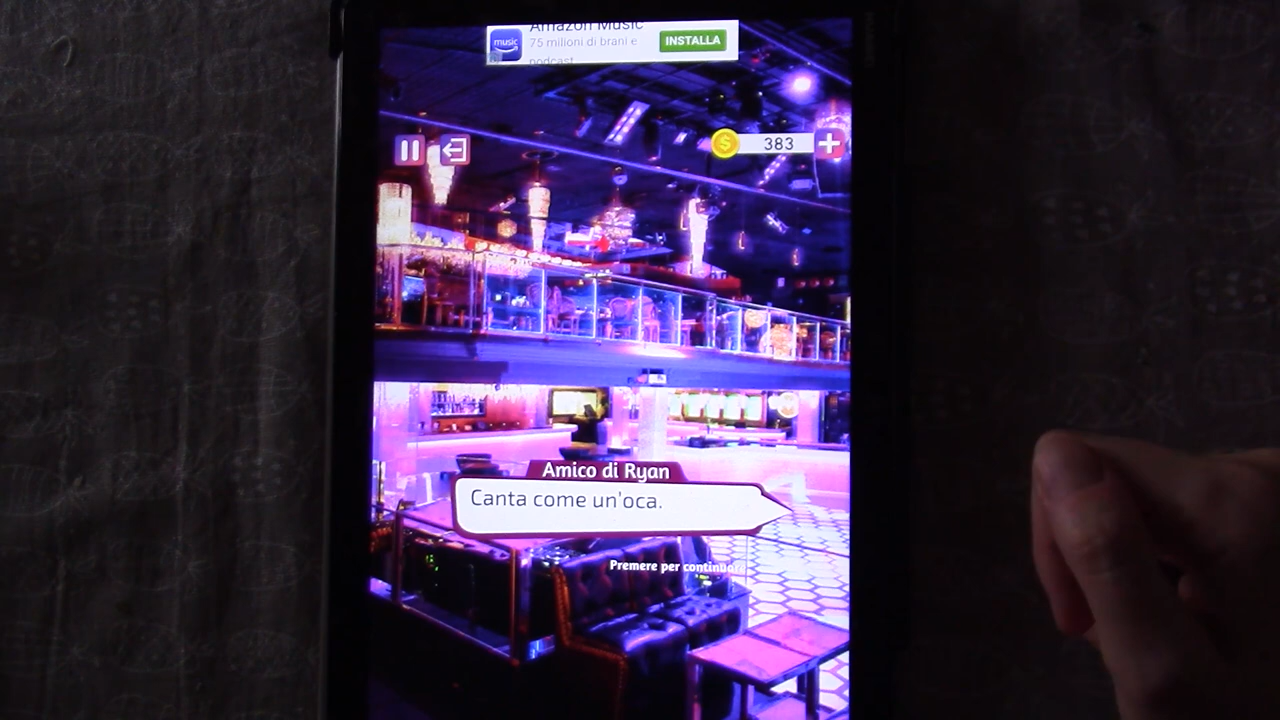 Amazon Music
music
75 milioni di brani e
podcast
INSTALLA
383
Amico di Ryan
Canta come un'oca.
Premere per continuare